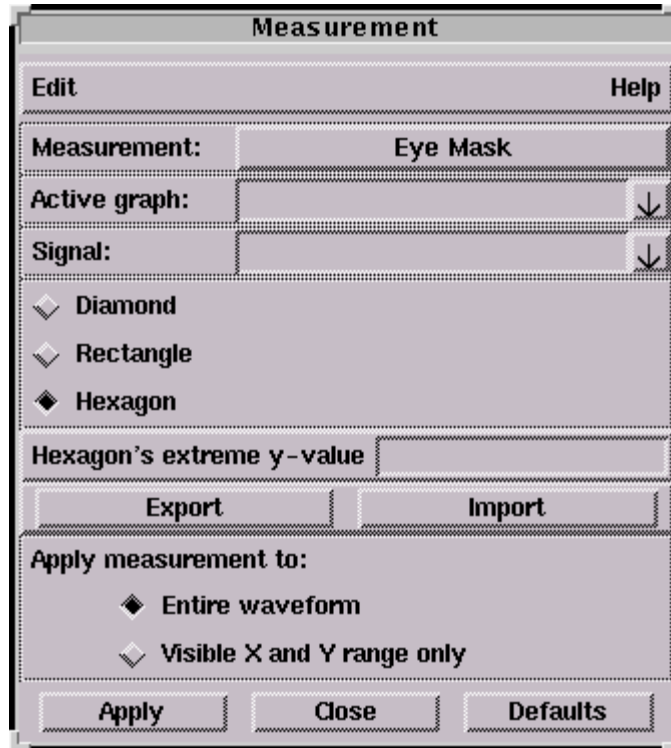 Measurement
Edit Help
Measurement: Eye Mask
Active graph:
Signal:
Diamond
Rectangle
Hexagon
Hexagon's extreme y-value
Export Import
Apply measurement to:
Entire waveform
Visible X and Y range only
Apply Close Defaults